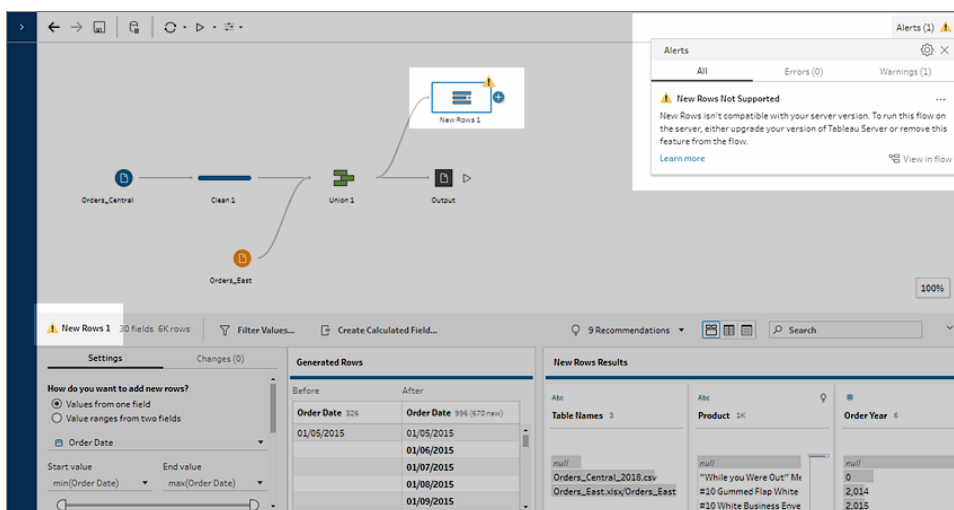 Alerts (1)
Alerts
All
Errors (0)
Warnings (1)
New Rows Not Supported
...
New Rows isn't compatible with your server version. To run this flow on
the server, either upgrade your version of Tableau Server or remove this
feature from the flow.
Learn more
View in flow
New Rows 1
Orders_Central
Clean 1
Union 1
Output
Orders_East
100%
New Rows 1 30 fields 6K rows
Filter Values...
Create Calculated Field...
9 Recommendations
Search
Settings
Changes (0)
How do you want to add new rows?
Values from one field
Value ranges from two fields
Order Date
Start value
End value
min(Order Date)
max(Order Date)
Generated Rows
Before
After
Order Date 326
Order Date 996 (670 new)
01/05/2015
01/05/2015
01/06/2015
01/07/2015
01/08/2015
01/09/2015
New Rows Results
Abc
Table Names 3
null
Orders_Central_2018.csv
Orders_East.xlsx/Orders_East
Abc
Product 2K
null
"While you Were Out" Me
#10 Gummed Flap White
#10 White Business Enve
#
Order Year 6
null
0
2,014
2,015